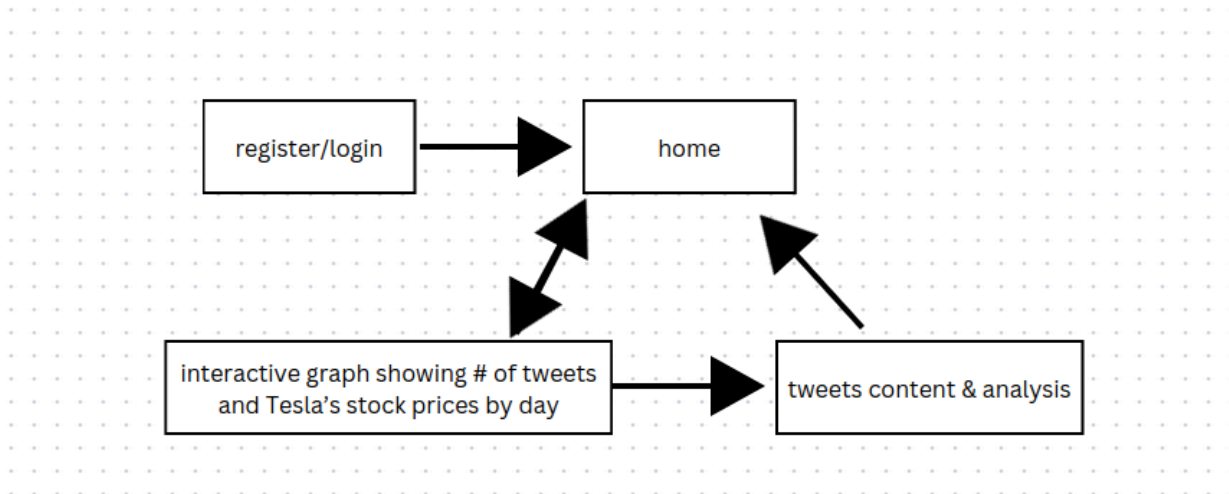 register/login
home
interactive graph showing # of tweets
and Tesla’s stock prices by day
tweets content & analysis